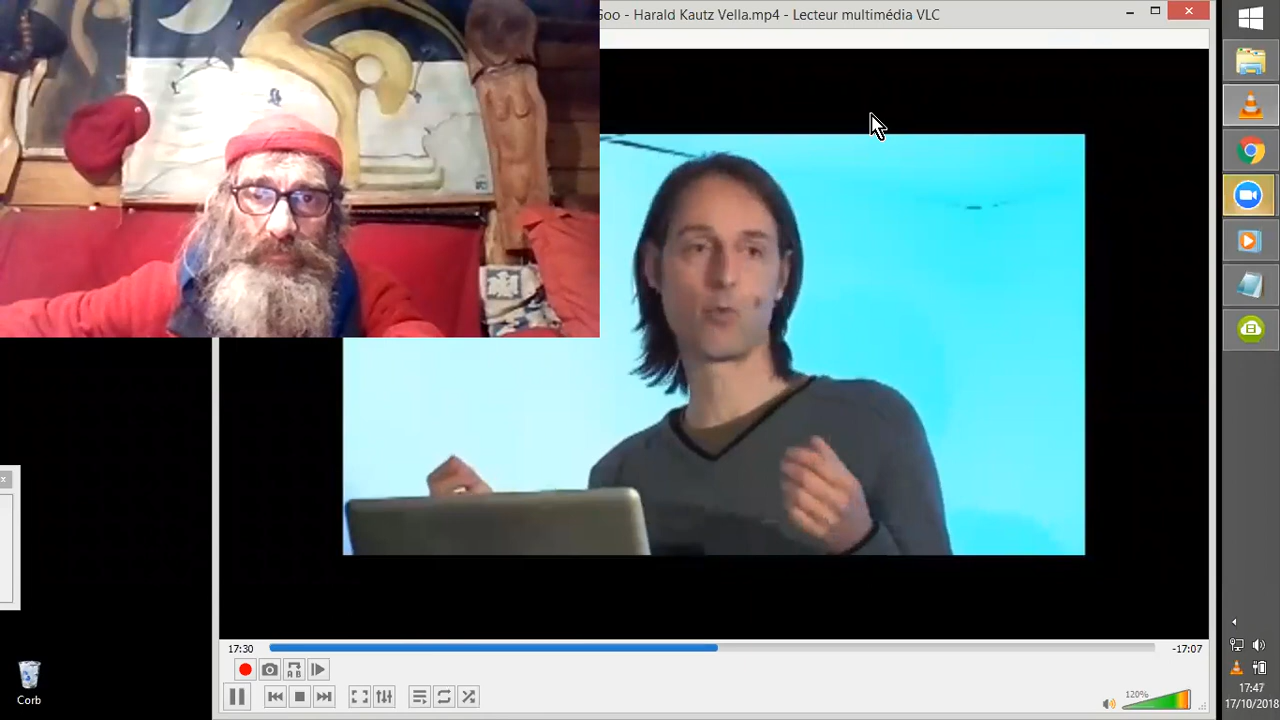 Goo - Harald Kautz Vella.mp4 - Lecteur multimédia VLC
17:30
-17:07
120%
Corb
17:47
17/10/2018